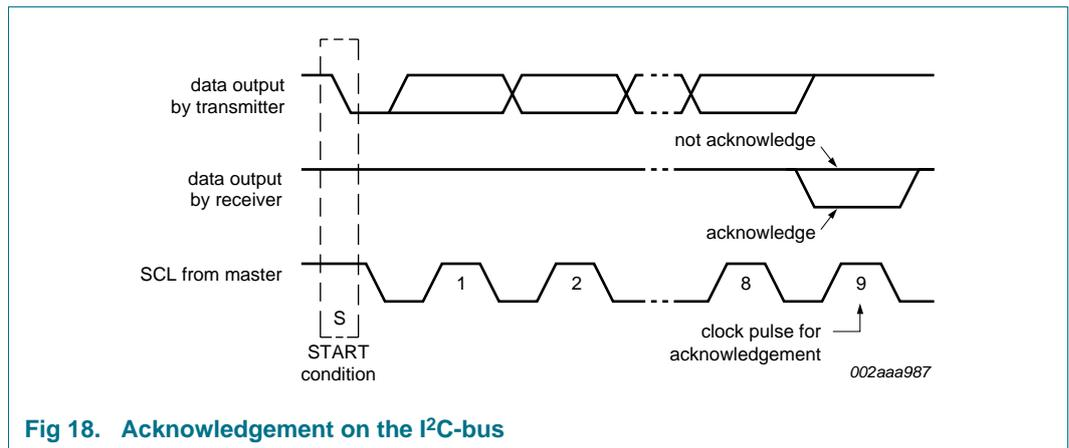 data output
by transmitter
not acknowledge
data output
by receiver
acknowledge
SCL from master
1
2
8
9
S
START
condition
clock pulse for
acknowledgement
002aaa987
Fig 18. Acknowledgement on the I²C-bus